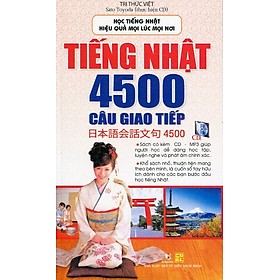 TRI THỨC VIỆT
Sato Toyoda (thực hiện CD)
HỌC TIẾNG NHẬT
HIỆU QUẢ MỌI LÚC MỌI NƠI
TIẾNG NHẬT
4500
CÂU GIAO TIẾP
日本語会話文句 4500
CD
Sách có kèm CD - MP3 giúp
người học dễ dàng học tập,
luyện nghe và phát âm chính xác.
Khổ sách nhỏ, thuận tiện mang
theo bên mình, là cuốn sổ tay hữu
ích dành cho các bạn bước đầu
học tiếng Nhật.